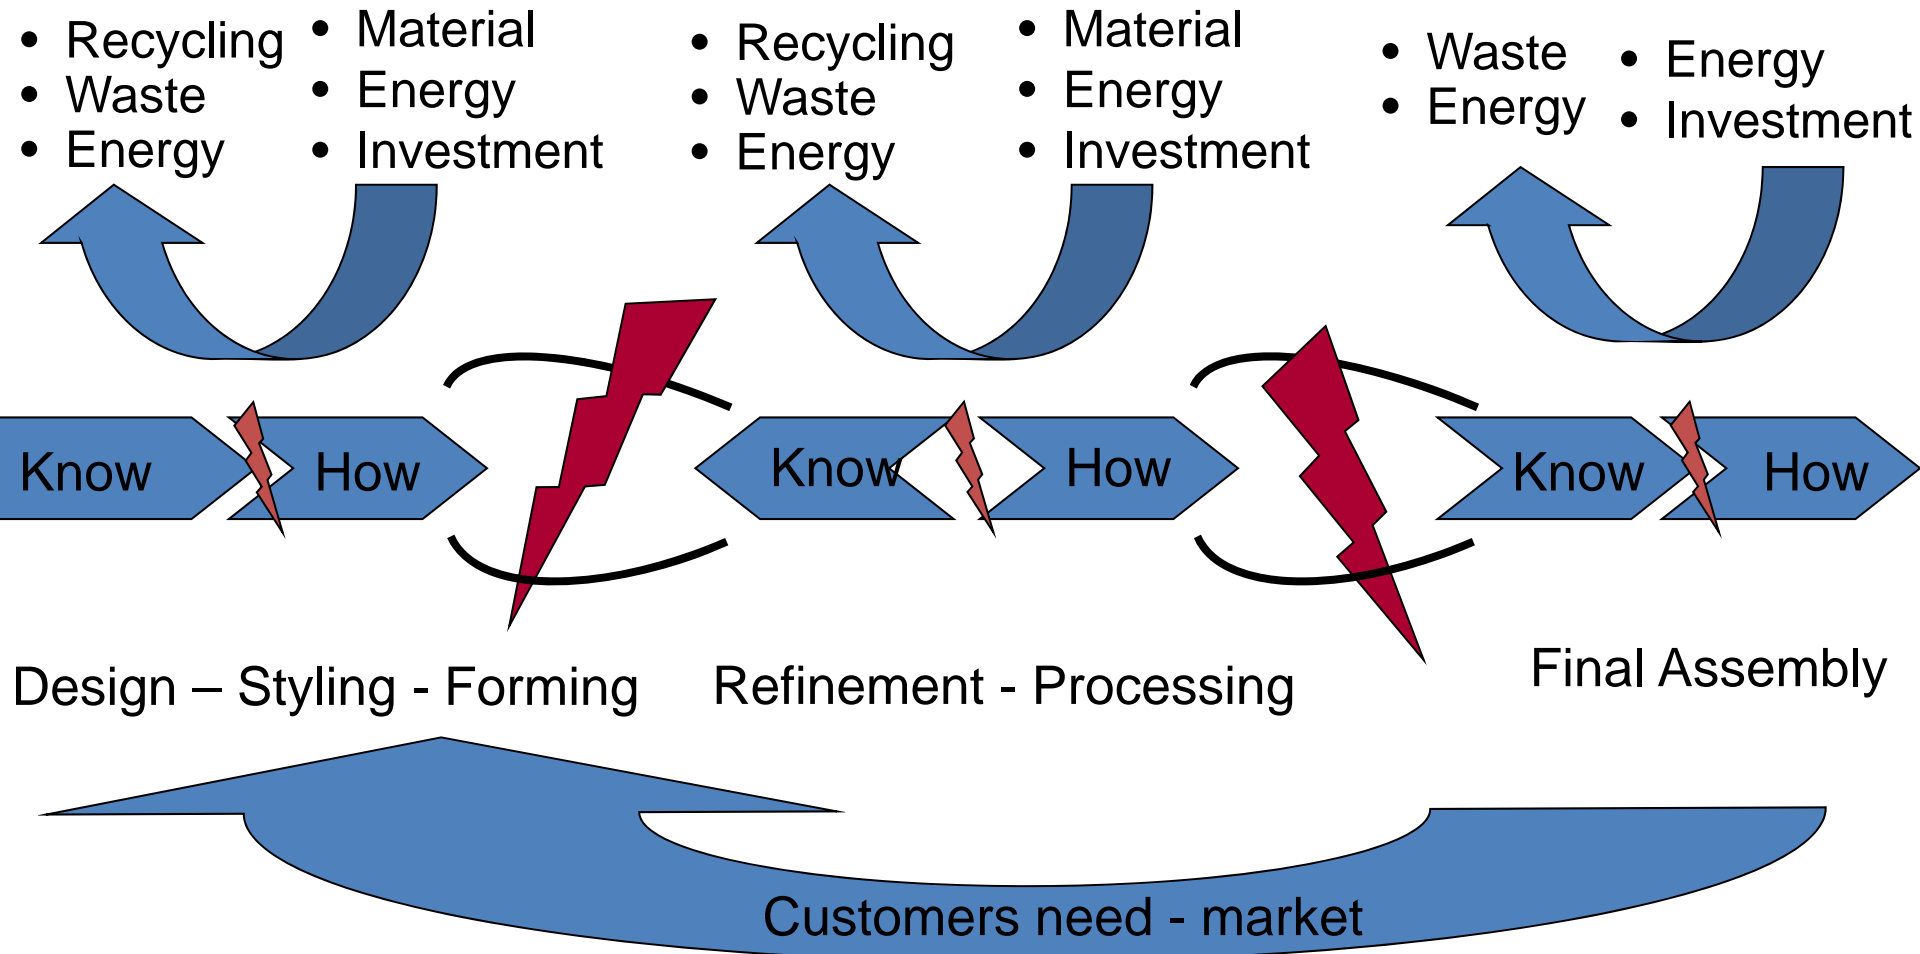 • Recycling
• Waste
• Energy
• Material
• Energy
• Investment
• Recycling
• Waste
• Energy
• Material
• Energy
• Investment
• Waste
• Energy
• Energy
• Investment
Know
How
Know
How
Know
How
Design – Styling - Forming
Refinement - Processing
Final Assembly
Customers need - market